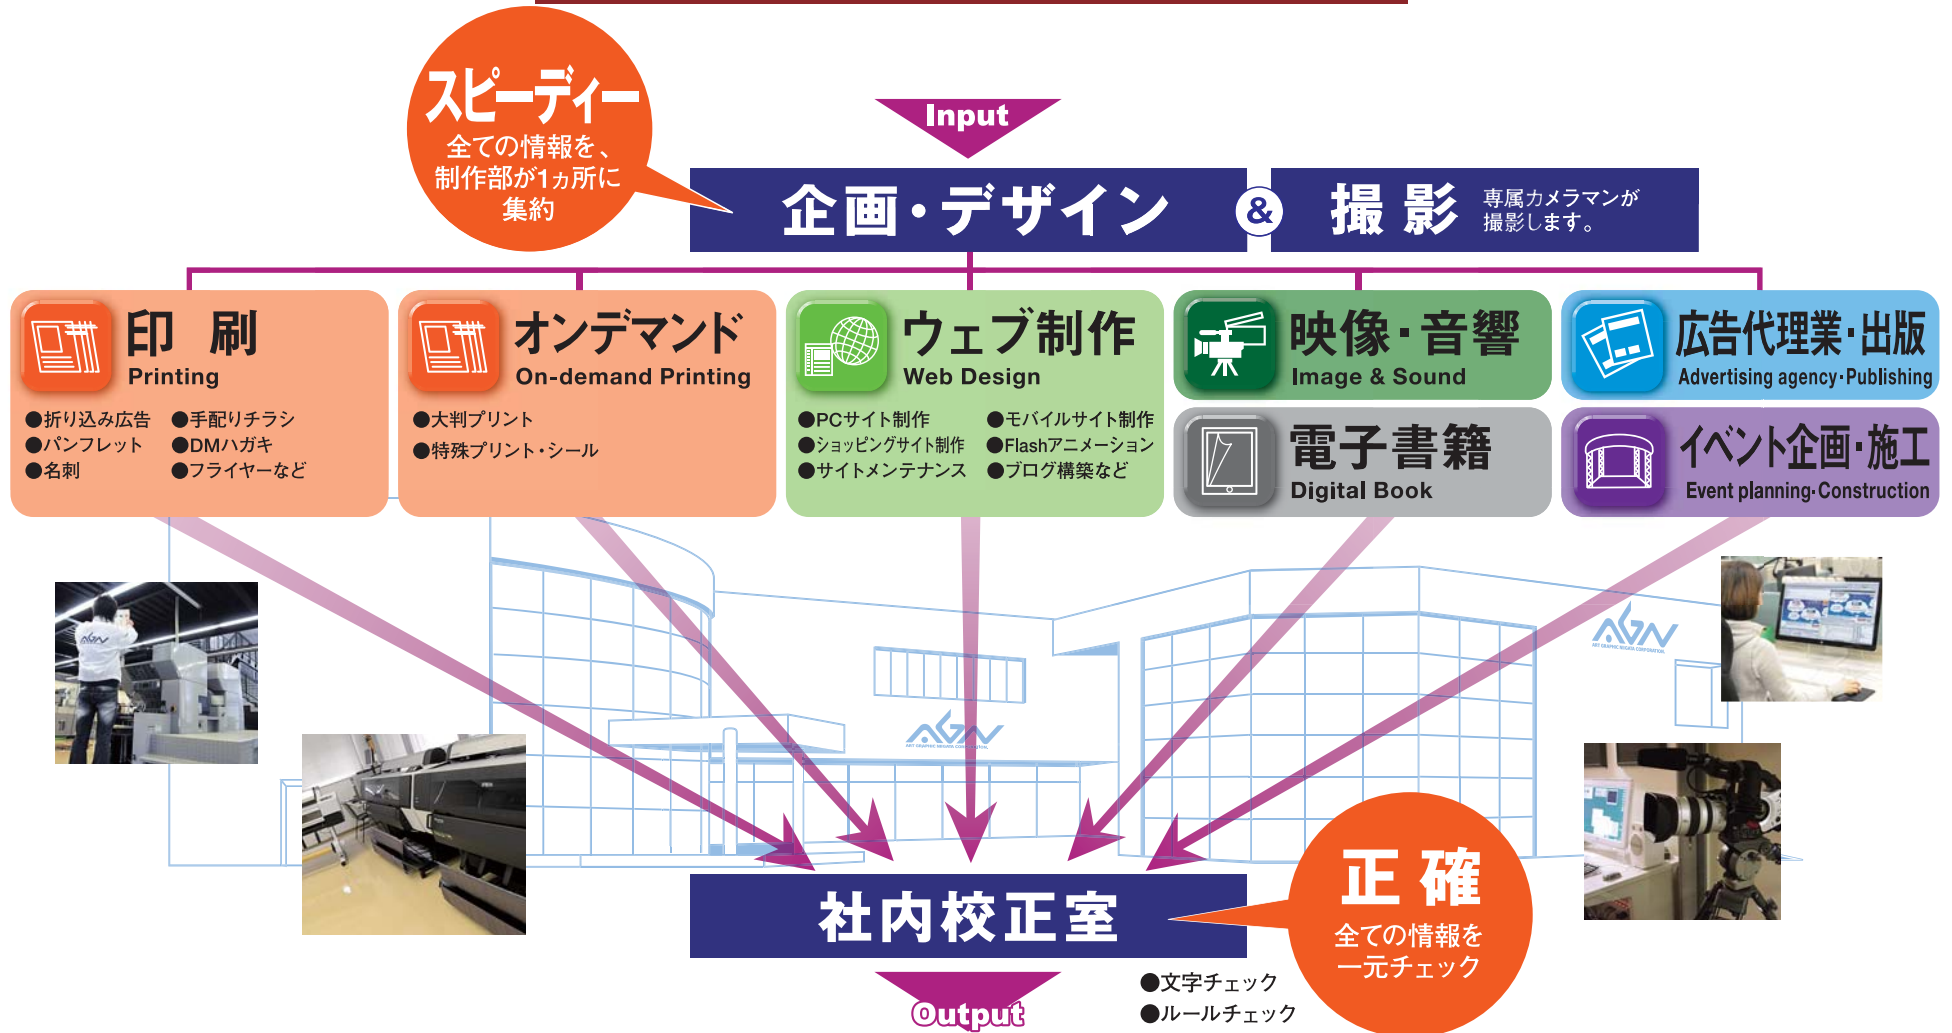 スピーディー
全ての情報を、
制作部が1ヵ所に
集約
Input
企画・デザイン
&
撮影
専属カメラマンが
撮影します。
印刷
Printing
●折り込み広告 ●手配りチラシ
●パンフレット ●DMハガキ
●名刺 ●フライヤーなど
オンデマンド
On-demand Printing
●大判プリント
●特殊プリント・シール
ウェブ制作
Web Design
●PCサイト制作 ●モバイルサイト制作
●ショッピングサイト制作 ●Flashアニメーション
●サイトメンテナンス ●ブログ構築など
映像・音響
Image & Sound
電子書籍
Digital Book
広告代理業・出版
Advertising agency・Publishing
イベント企画・施工
Event planning・Construction
AGN
AGN
ART GRAPHIC NIIGATA CORPORATION.
AGN
ART GRAPHIC NIIGATA CORPORATION.
社内校正室
正確
全ての情報を
一元チェック
●文字チェック
●ルールチェック
Output